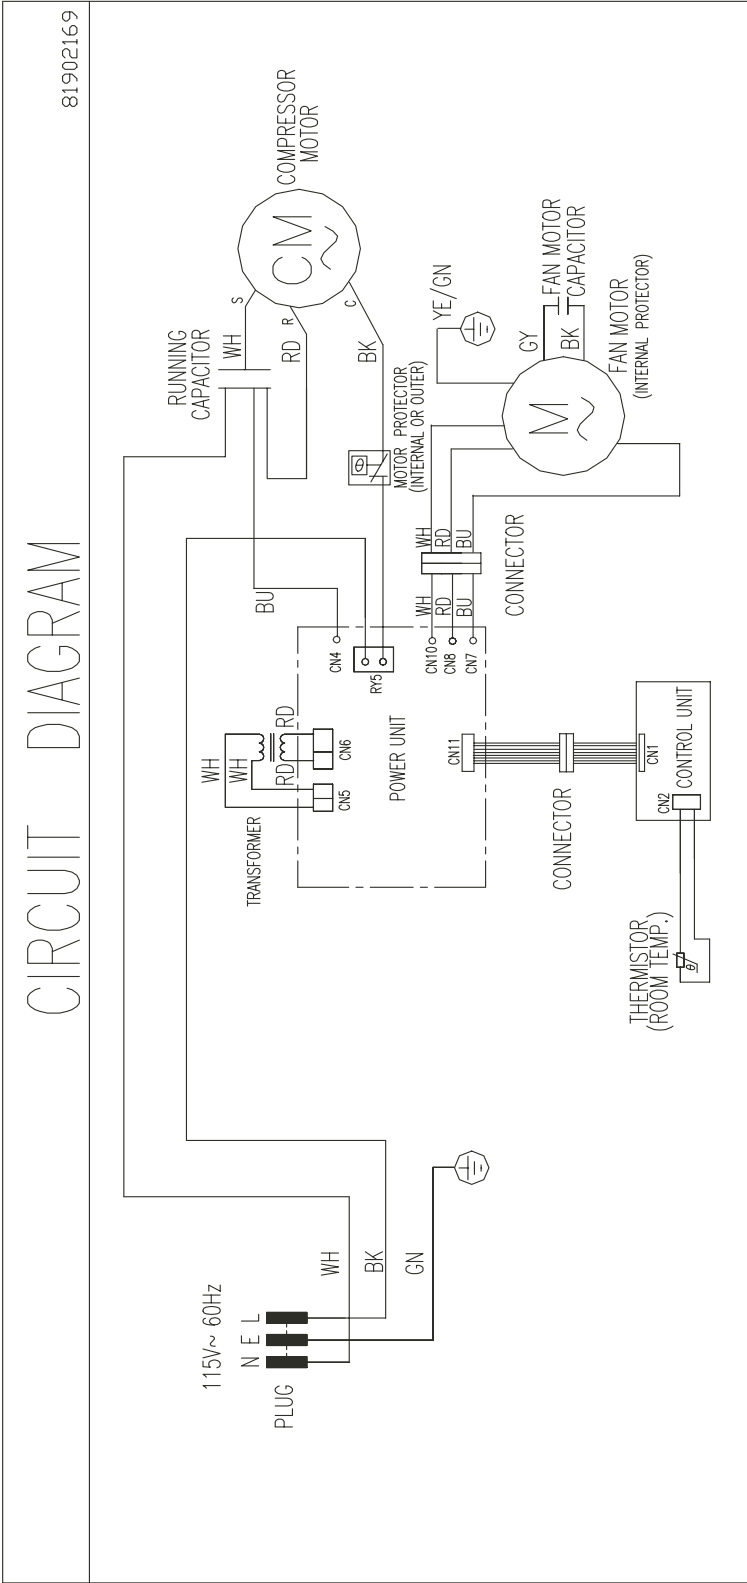 CIRCUIT DIAGRAM
81902169
115V~ 60Hz
N E L
PLUG
WH
BK
GN
TRANSFORMER
WH
WH
RD
RD
CN5
CN6
POWER UNIT
BU
CN4
RY5
CN10
CN8
CN7
CN11
RUNNING
CAPACITOR
WH
RD
BK
S
R
C
CM
COMPRESSOR
MOTOR
θ
MOTOR PROTECTOR
(INTERNAL OR OUTER)
WH
RD
BU
WH
RD
BU
CONNECTOR
YE/GN
M
GY
BK
FAN MOTOR
CAPACITOR
FAN MOTOR
(INTERNAL PROTECTOR)
CONNECTOR
CN1
CONTROL UNIT
CN2
THERMISTOR
(ROOM TEMP.)
θ